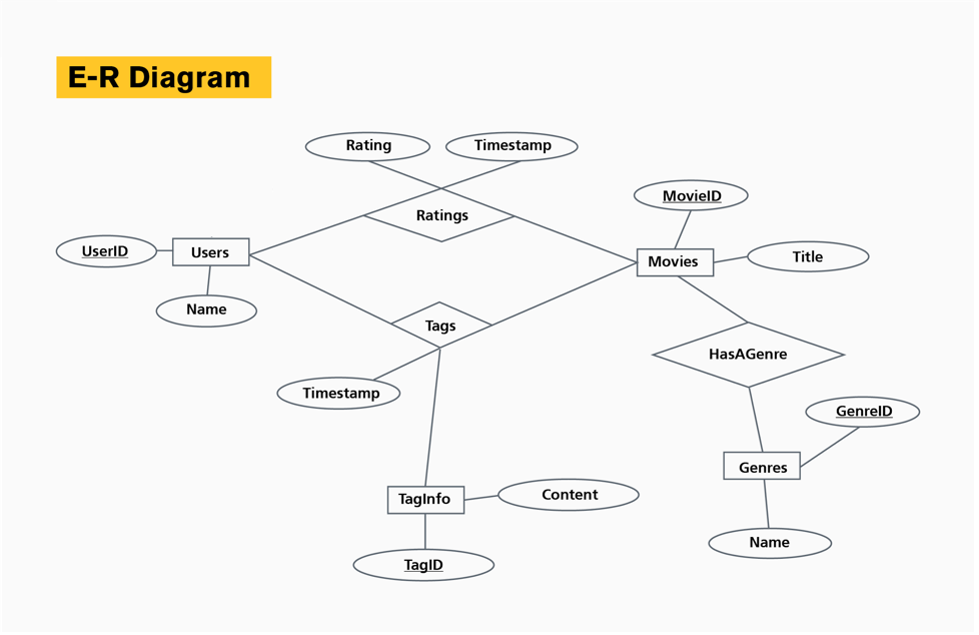 E-R Diagram
Rating
Timestamp
MovieID
Ratings
UserID
Users
Movies
Title
Name
Tags
HasAGenre
Timestamp
GenreID
Genres
TagInfo
Content
Name
TagID